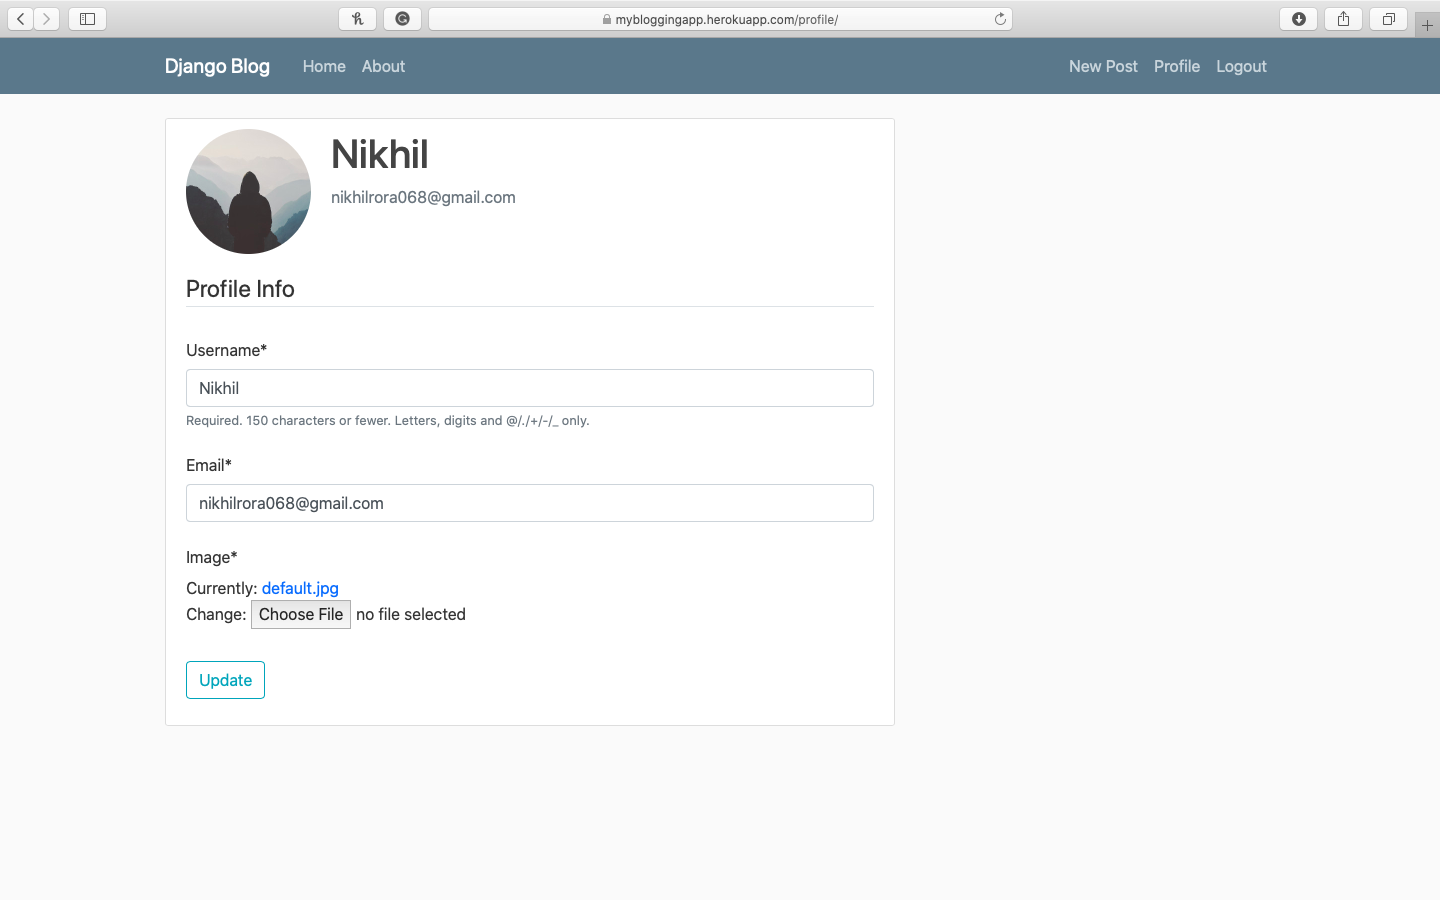 mybloggingapp.herokuapp.com/profile/
Django Blog Home About New Post Profile Logout
Nikhil
nikhilrora068@gmail.com
Profile Info
Username*
Nikhil
Required. 150 characters or fewer. Letters, digits and @/./+/-/_ only.
Email*
nikhilrora068@gmail.com
Image*
Currently: default.jpg
Change: Choose File no file selected
Update